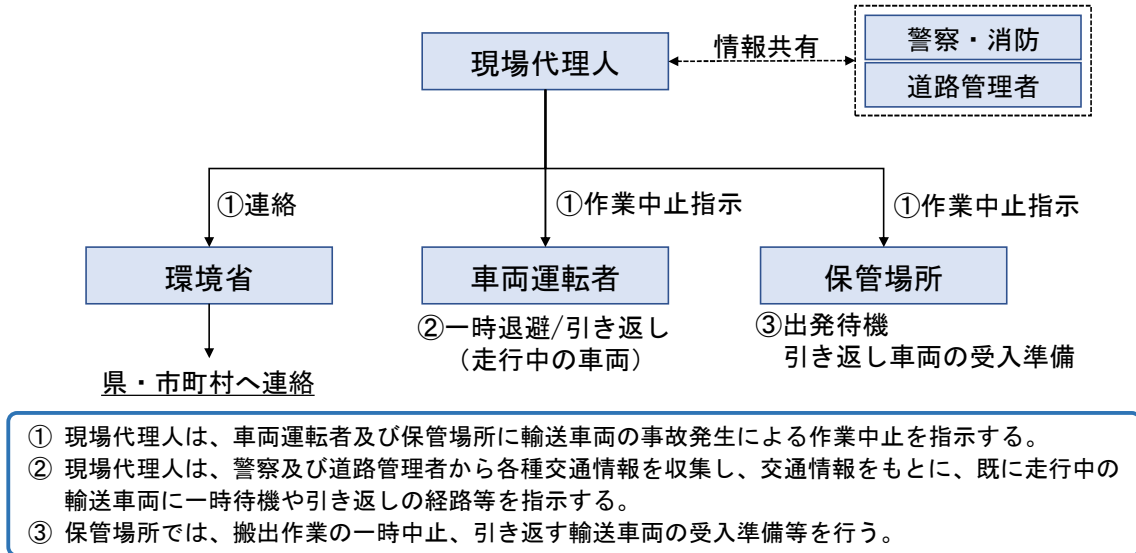 現場代理人
情報共有
警察・消防
道路管理者
①連絡
①作業中止指示
①作業中止指示
環境省
車両運転者
保管場所
②一時退避/引き返し
（走行中の車両）
③出発待機
引き返し車両の受入準備
県・市町村へ連絡
① 現場代理人は、車両運転者及び保管場所に輸送車両の事故発生による作業中止を指示する。
② 現場代理人は、警察及び道路管理者から各種交通情報を収集し、交通情報をもとに、既に走行中の
輸送車両に一時待機や引き返しの経路等を指示する。
③ 保管場所では、搬出作業の一時中止、引き返す輸送車両の受入準備等を行う。